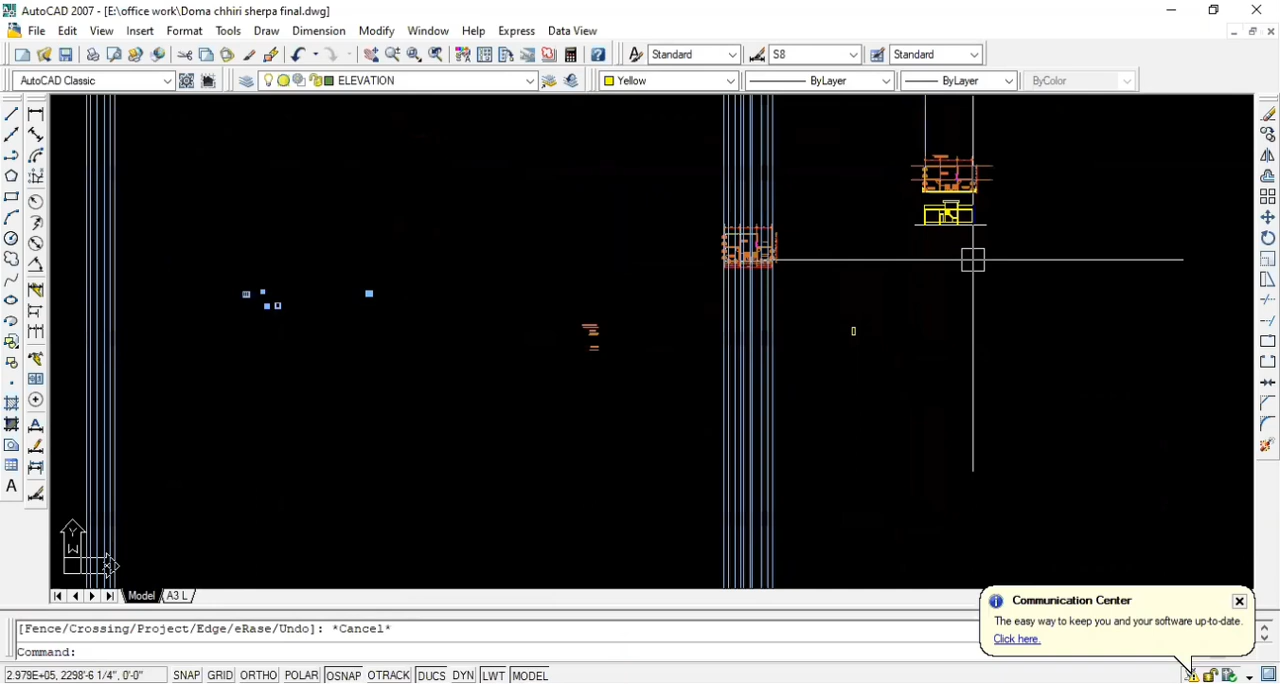 AutoCAD 2007 - [E:\office work\Doma chhiri sherpa final.dwg]
File Edit View Insert Format Tools Draw Dimension Modify Window Help Express Data View
Standard S8 Standard
AutoCAD Classic ELEVATION Yellow ByLayer ByLayer ByColor
A
Y
W
X
Model A3 L
Communication Center
The easy way to keep you and your software up-to-date.
Click here.
[Fence/Crossing/Project/Edge/eRase/Undo]: *Cancel*
Command:
2.979E+05, 2298'-6 1/4", 0'-0" SNAP GRID ORTHO POLAR OSNAP OTRACK DUCS DYN LWT MODEL